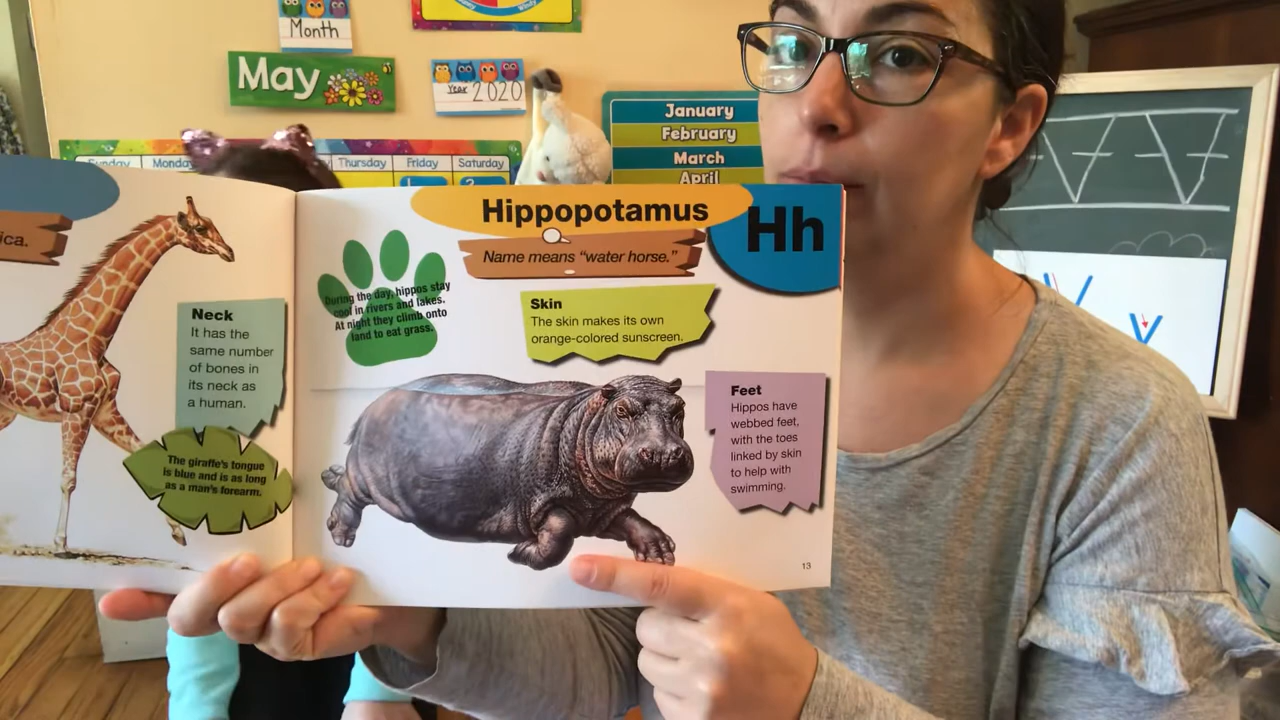 Month
May
Year 2020
Sunday Monday Thursday Friday Saturday
January
February
March
April
ica.
Neck
It has the
same number
of bones in
its neck as
a human.
The giraffe's tongue
is blue and is as long
as a man's forearm.
Hippopotamus
Hh
Name means “water horse.”
During the day, hippos stay
cool in rivers and lakes.
At night they climb onto
land to eat grass.
Skin
The skin makes its own
orange-colored sunscreen.
Feet
Hippos have
webbed feet,
with the toes
linked by skin
to help with
swimming.
13